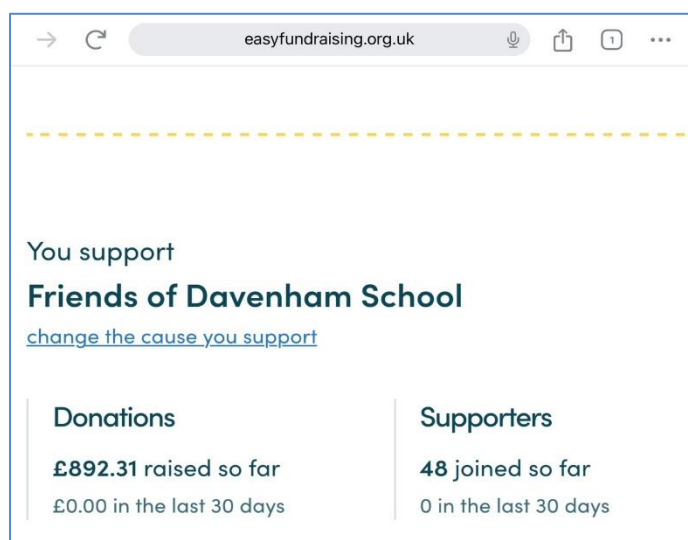 easyfundraising.org.uk
1
You support
Friends of Davenham School
change the cause you support
Donations
£892.31 raised so far
£0.00 in the last 30 days
Supporters
48 joined so far
0 in the last 30 days